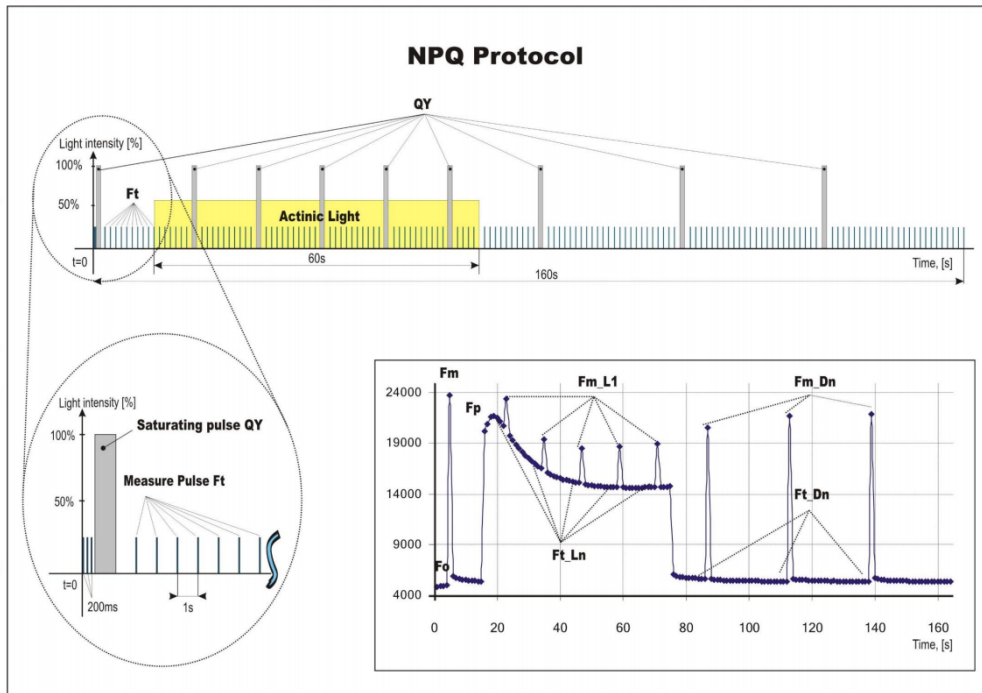 NPQ Protocol
QY
Light intensity [%]
100%
Ft
50%
Actinic Light
t=0
60s
Time, [s]
160s
Light intensity [%]
100%
Saturating pulse QY
Measure Pulse Ft
50%
t=0
200ms
1s
Fm
Fm_L1
Fm_Dn
24000
Fp
19000
14000
Ft_Dn
Ft_Ln
9000
Fo
4000
0 20 40 60 80 100 120 140 160
Time, [s]